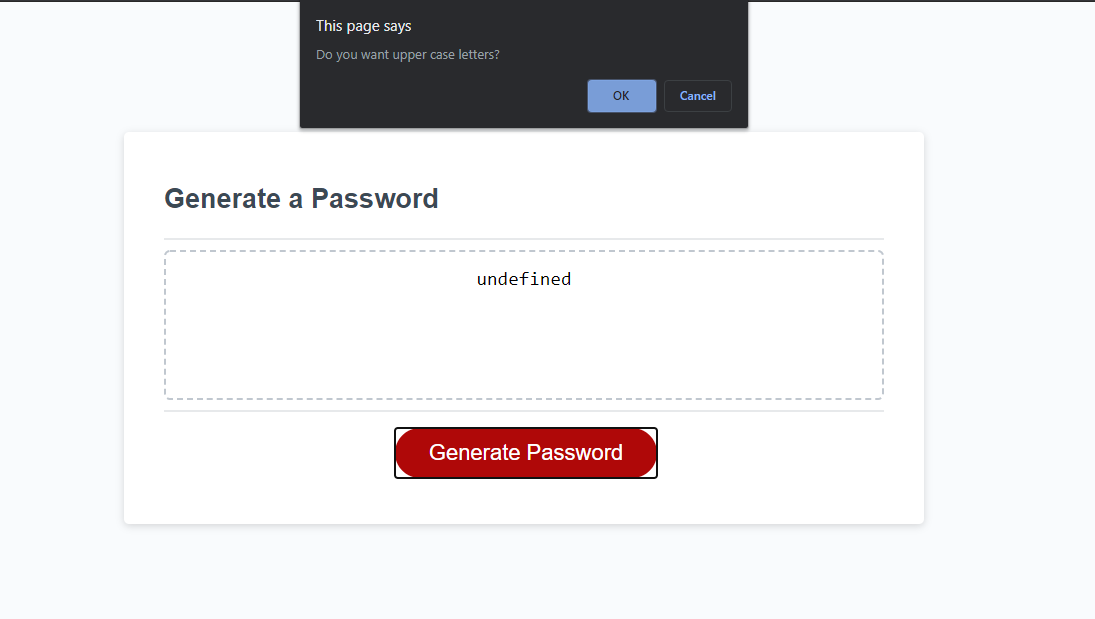 This page says
Do you want upper case letters?
OK Cancel
Generate a Password
undefined
Generate Password